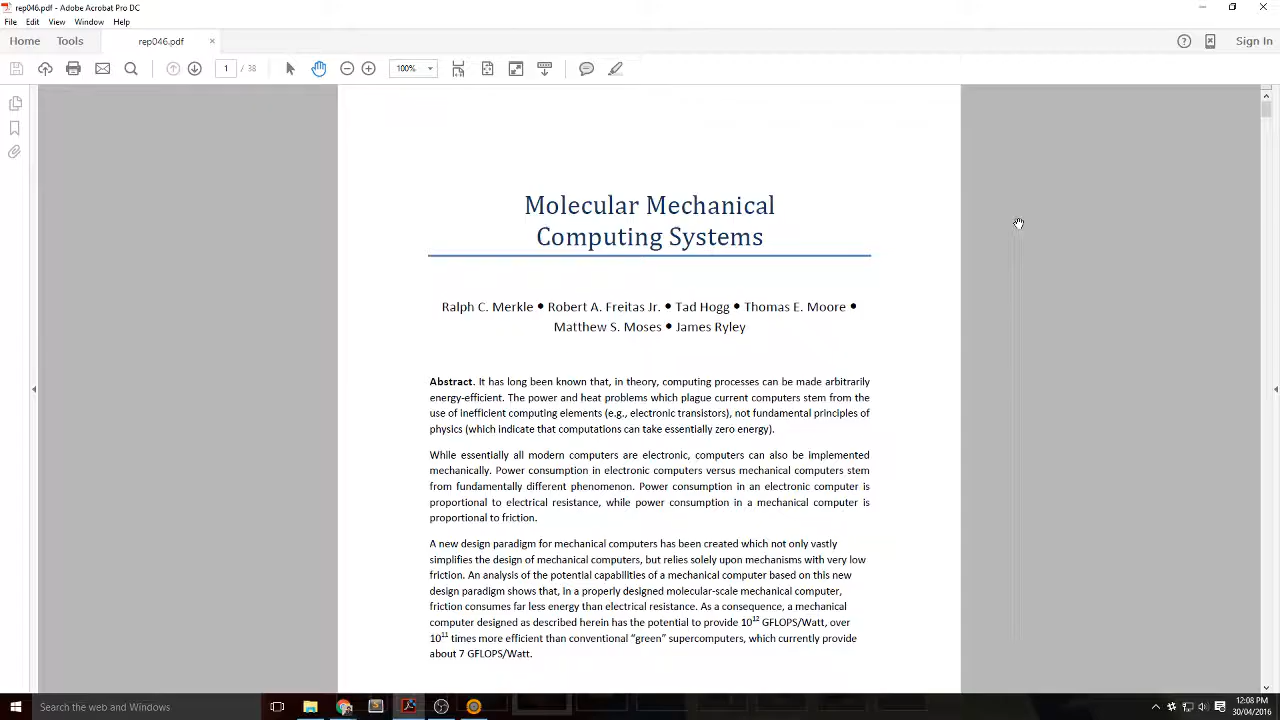 rep046.pdf - Adobe Acrobat Pro DC
File Edit View Window Help
Home Tools rep046.pdf × Sign In
1 / 38 100%
Molecular Mechanical
Computing Systems
Ralph C. Merkle • Robert A. Freitas Jr. • Tad Hogg • Thomas E. Moore •
Matthew S. Moses • James Ryley
Abstract. It has long been known that, in theory, computing processes can be made arbitrarily
energy-efficient. The power and heat problems which plague current computers stem from the
use of inefficient computing elements (e.g., electronic transistors), not fundamental principles of
physics (which indicate that computations can take essentially zero energy).
While essentially all modern computers are electronic, computers can also be implemented
mechanically. Power consumption in electronic computers versus mechanical computers stem
from fundamentally different phenomenon. Power consumption in an electronic computer is
proportional to electrical resistance, while power consumption in a mechanical computer is
proportional to friction.
A new design paradigm for mechanical computers has been created which not only vastly
simplifies the design of mechanical computers, but relies solely upon mechanisms with very low
friction. An analysis of the potential capabilities of a mechanical computer based on this new
design paradigm shows that, in a properly designed molecular-scale mechanical computer,
friction consumes far less energy than electrical resistance. As a consequence, a mechanical
computer designed as described herein has the potential to provide 10¹² GFLOPS/Watt, over
10¹¹ times more efficient than conventional “green” supercomputers, which currently provide
about 7 GFLOPS/Watt.
Search the web and Windows
12:08 PM
30/04/2016